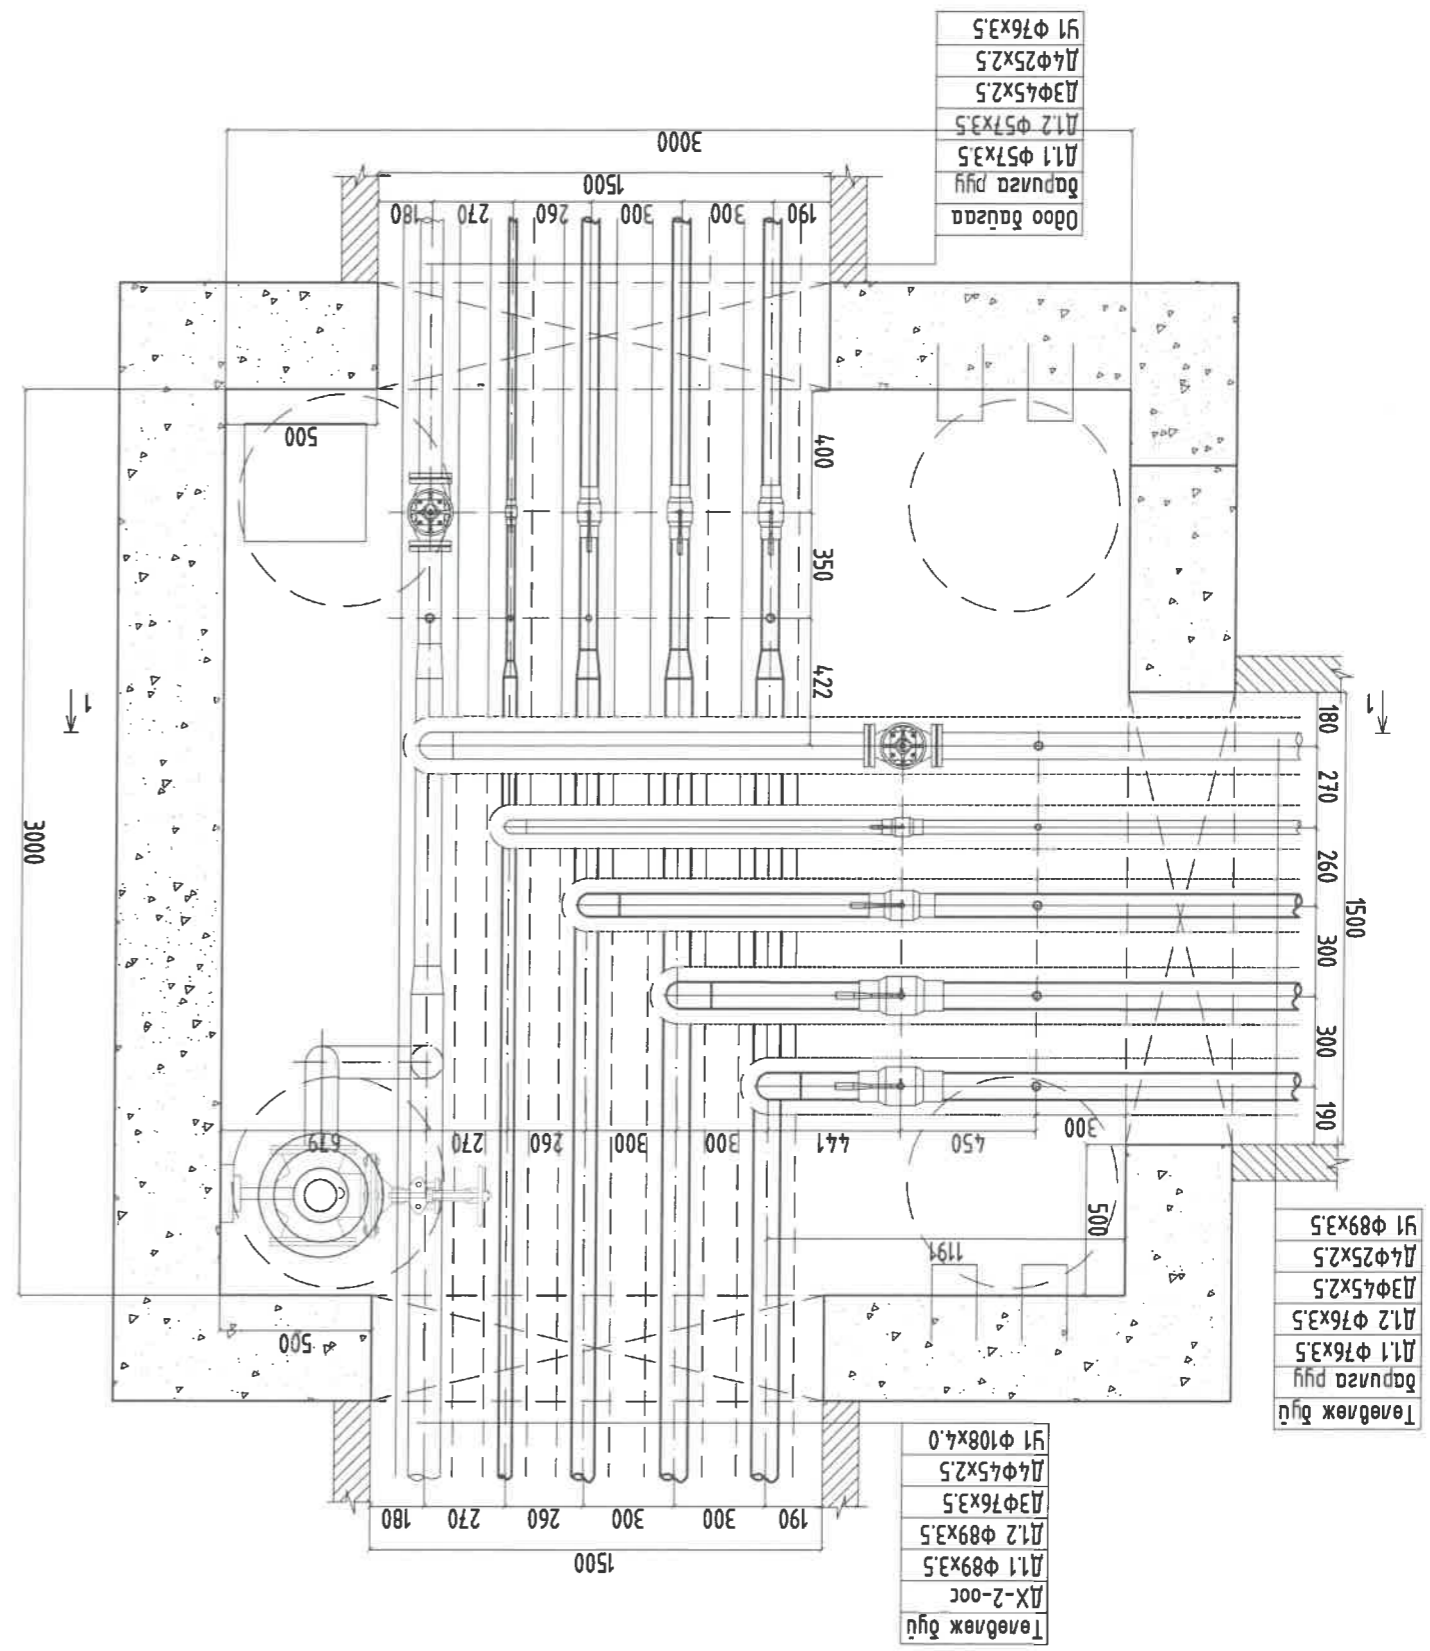 Төлөвлөж буй
ДХ-2-оос
Д1.1 Ф89х3.5
Д1.2 Ф89х3.5
Д3Ф76х3.5
Д4Ф45х2.5
У1 Ф108х4.0
1500
190 300 300 260 270 180
Төлөвлөж буй
барилга руу
Д1.1 Ф76х3.5
Д1.2 Ф76х3.5
Д3Ф45х2.5
Д4Ф25х2.5
У1 Ф89х3.5
500
1191
500
300 450 441 300 300 260 270 679
190
300
300
260
270
180
1500
3000
1
1
422
350
400
500
190 300 300 260 270 180
1500
3000
Одоо байгаа
барилга руу
Д1.1 Ф57х3.5
Д1.2 Ф57х3.5
Д3Ф45х2.5
Д4Ф25х2.5
У1 Ф76х3.5